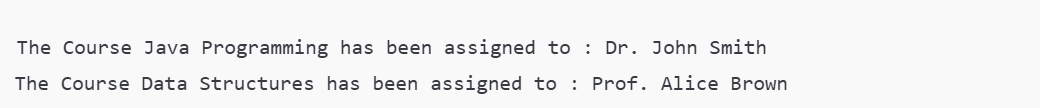 The Course Java Programming has been assigned to : Dr. John Smith
The Course Data Structures has been assigned to : Prof. Alice Brown